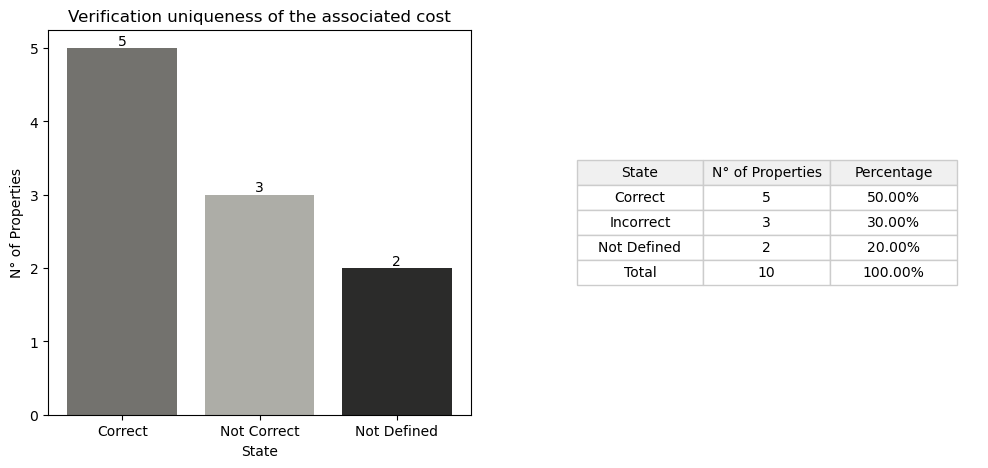 Verification uniqueness of the associated cost
N° of Properties
5
4
3
2
1
0
5
3
2
Correct
Not Correct
Not Defined
State
State N° of Properties Percentage
Correct 5 50.00%
Incorrect 3 30.00%
Not Defined 2 20.00%
Total 10 100.00%